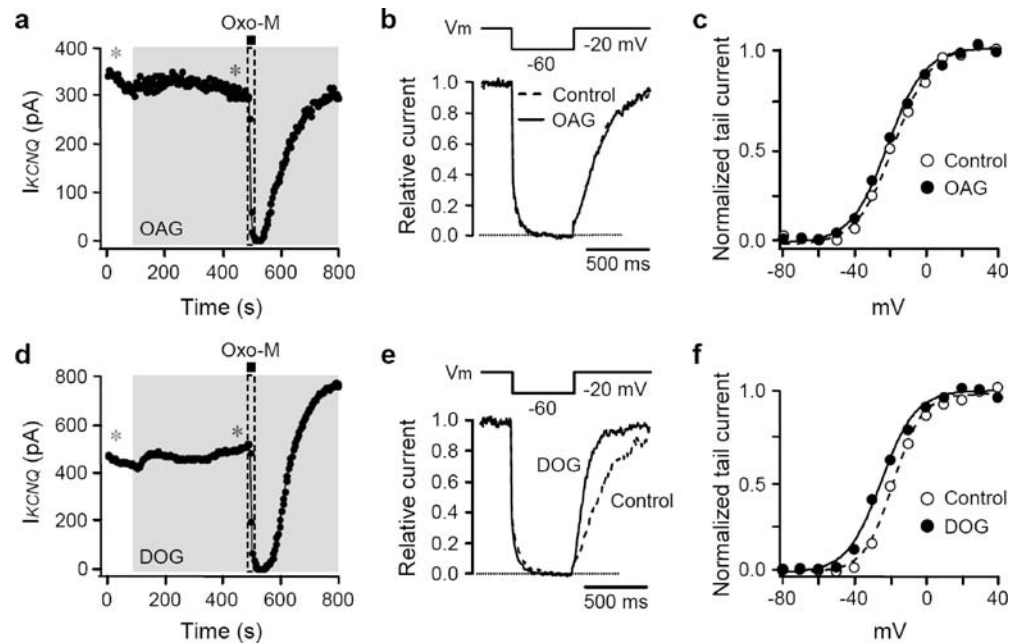 a
Oxo-M
*
*
400
300
200
100
0
I_KCNQ (pA)
OAG
0 200 400 600 800
Time (s)
b
Vm
-20 mV
-60
1.0
0.8
0.6
0.4
0.2
0.0
Relative current
Control
OAG
500 ms
c
1.0
0.5
0.0
Normalized tail current
Control
OAG
-80 -40 0 40
mV
d
Oxo-M
*
*
800
600
400
200
0
I_KCNQ (pA)
DOG
0 200 400 600 800
Time (s)
e
Vm
-20 mV
-60
1.0
0.8
0.6
0.4
0.2
0.0
Relative current
DOG
Control
500 ms
f
1.0
0.5
0.0
Normalized tail current
Control
DOG
-80 -40 0 40
mV